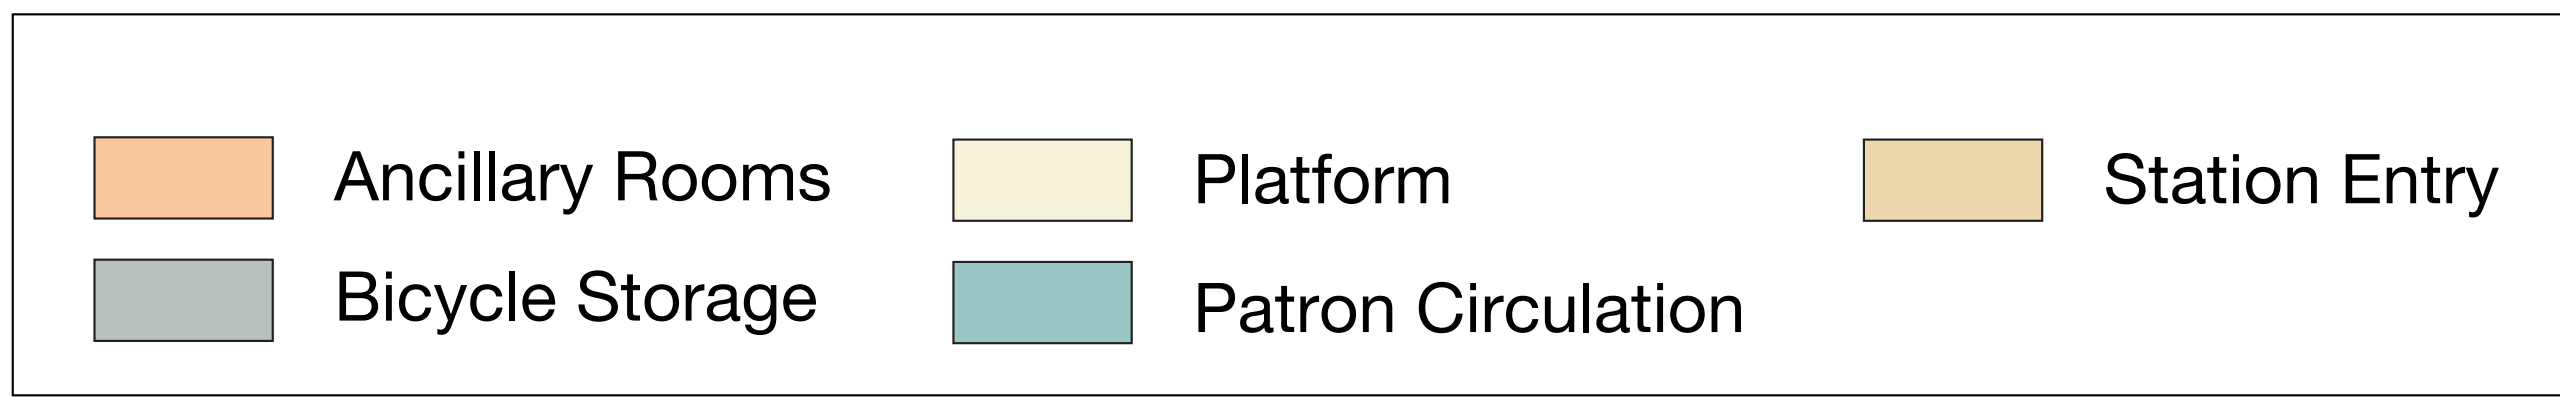 Ancillary Rooms
Bicycle Storage
Platform
Patron Circulation
Station Entry